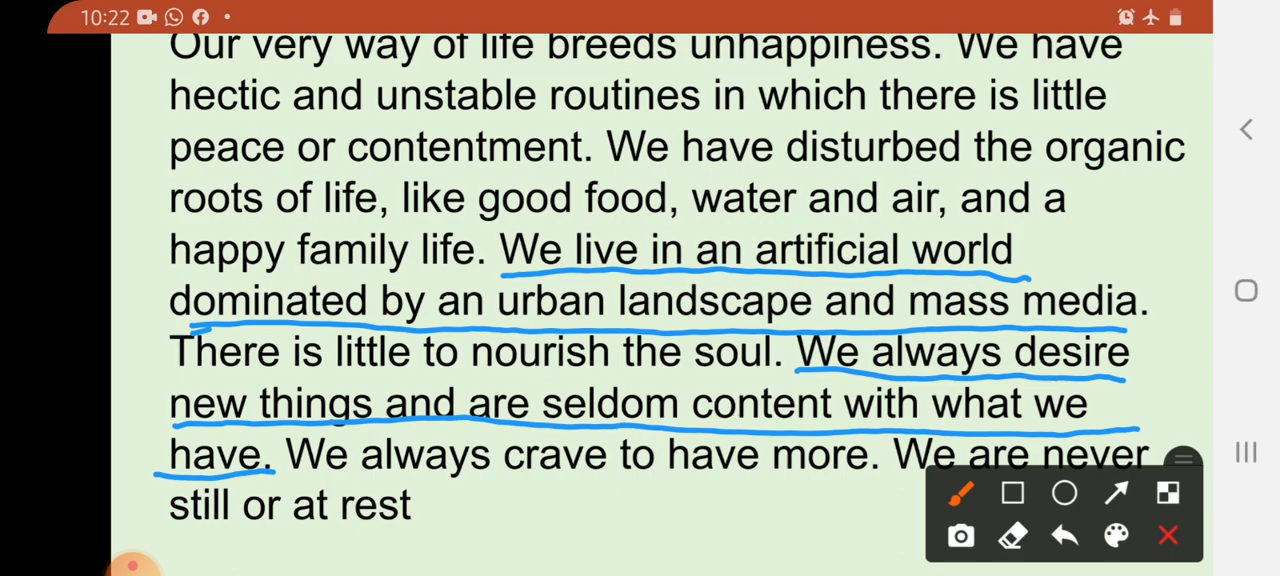 10:22
Our very way of life breeds unhappiness. We have
hectic and unstable routines in which there is little
peace or contentment. We have disturbed the organic
roots of life, like good food, water and air, and a
happy family life. We live in an artificial world
dominated by an urban landscape and mass media.
There is little to nourish the soul. We always desire
new things and are seldom content with what we
have. We always crave to have more. We are never
still or at rest